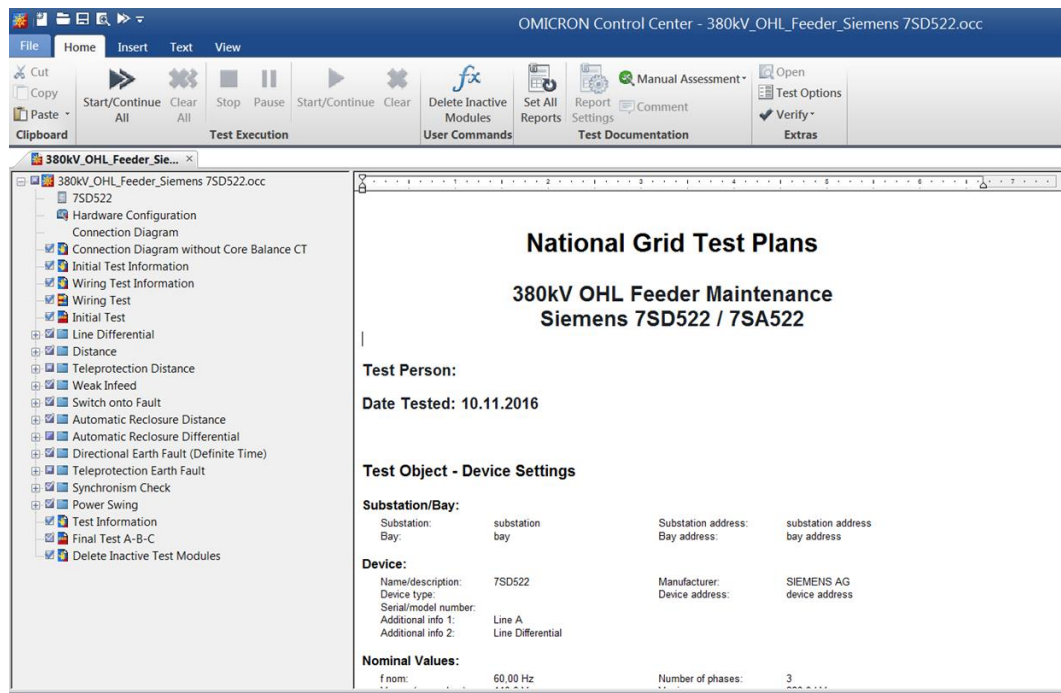 OMICRON Control Center - 380kV_OHL_Feeder_Siemens 7SD522.occ
File Home Insert Text View
Cut
Copy
Paste
Clipboard
Start/Continue All
Clear All
Stop
Pause
Start/Continue
Clear
Test Execution
Delete Inactive Modules
User Commands
Set All Reports
Report Settings
Manual Assessment
Comment
Test Documentation
Open
Test Options
Verify
Extras
380kV_OHL_Feeder_Sie... ×
380kV_OHL_Feeder_Siemens 7SD522.occ
7SD522
Hardware Configuration
Connection Diagram
Connection Diagram without Core Balance CT
Initial Test Information
Wiring Test Information
Wiring Test
Initial Test
Line Differential
Distance
Teleprotection Distance
Weak Infeed
Switch onto Fault
Automatic Reclosure Distance
Automatic Reclosure Differential
Directional Earth Fault (Definite Time)
Teleprotection Earth Fault
Synchronism Check
Power Swing
Test Information
Final Test A-B-C
Delete Inactive Test Modules
1 2 3 4 5 6 7
National Grid Test Plans
380kV OHL Feeder Maintenance
Siemens 7SD522 / 7SA522
Test Person:
Date Tested: 10.11.2016
Test Object - Device Settings
Substation/Bay:
Substation: substation Substation address: substation address
Bay: bay Bay address: bay address
Device:
Name/description: 7SD522 Manufacturer: SIEMENS AG
Device type: Device address: device address
Serial/model number:
Additional info 1: Line A
Additional info 2: Line Differential
Nominal Values:
f nom: 60,00 Hz Number of phases: 3